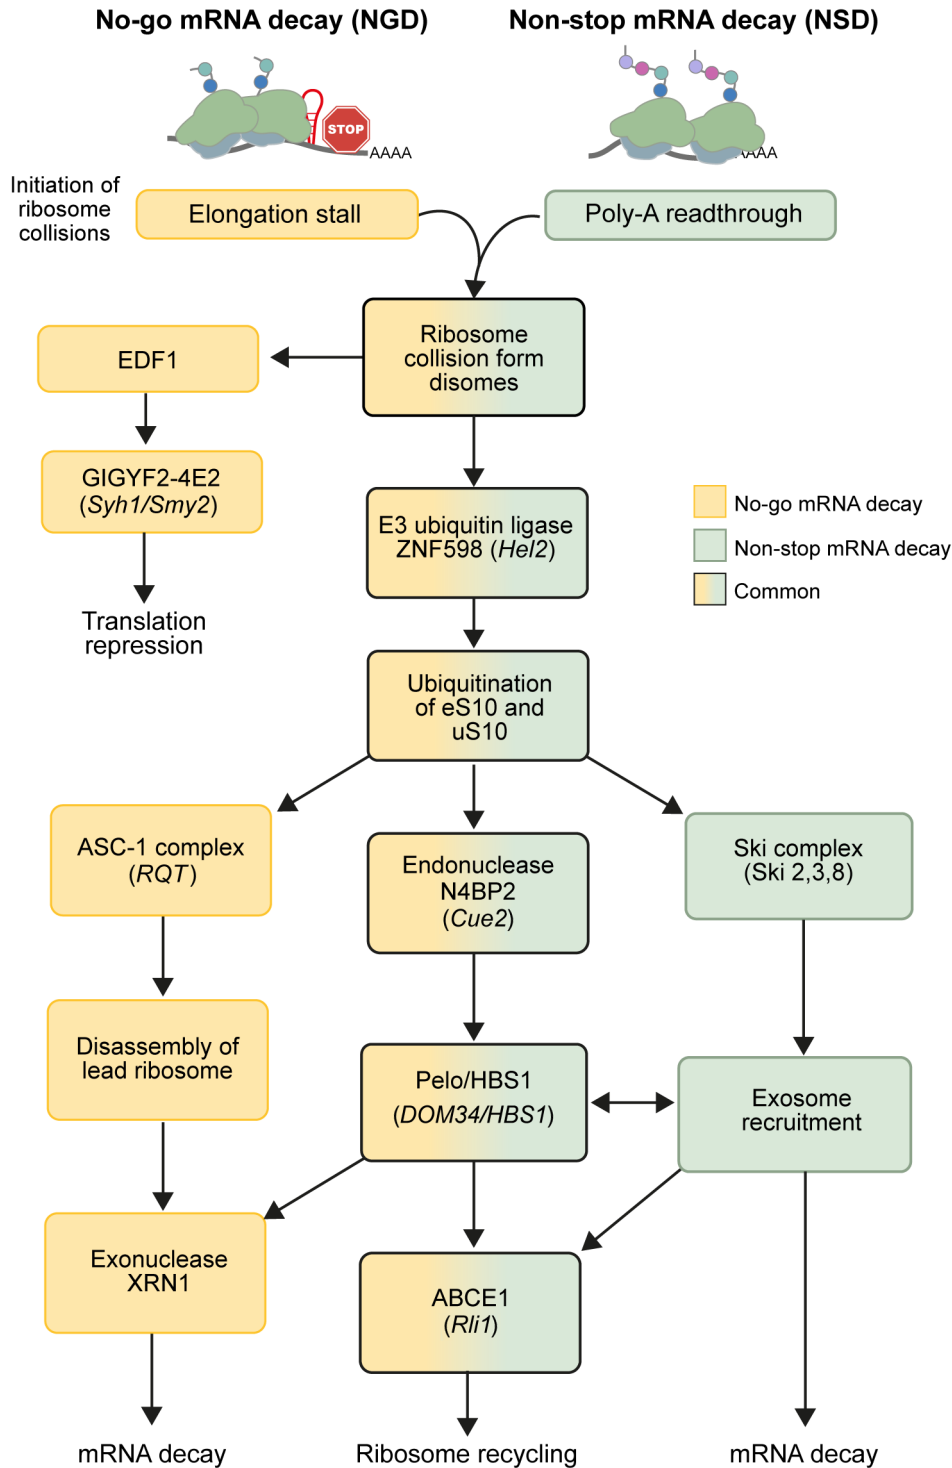 No-go mRNA decay (NGD)
Non-stop mRNA decay (NSD)
STOP
AAAA
AAAA
Initiation of
ribosome
collisions
Elongation stall
Poly-A readthrough
Ribosome
collision form
disomes
EDF1
GIGYF2-4E2
(Syh1/Smy2)
Translation
repression
E3 ubiquitin ligase
ZNF598 (Hel2)
No-go mRNA decay
Non-stop mRNA decay
Common
Ubiquitination
of eS10 and
uS10
ASC-1 complex
(RQT)
Endonuclease
N4BP2
(Cue2)
Ski complex
(Ski 2,3,8)
Disassembly of
lead ribosome
Pelo/HBS1
(DOM34/HBS1)
Exosome
recruitment
Exonuclease
XRN1
ABCE1
(Rli1)
mRNA decay
Ribosome recycling
mRNA decay